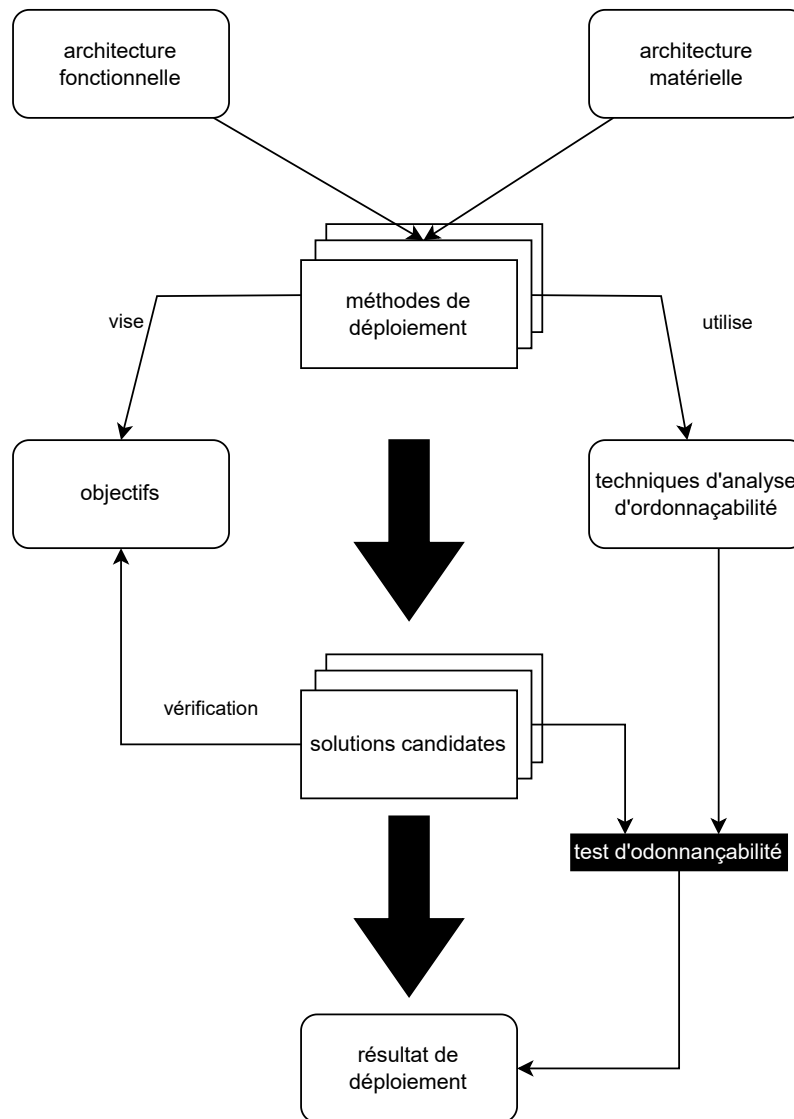 architecture
fonctionnelle
architecture
matérielle
méthodes de
déploiement
vise
utilise
objectifs
techniques d'analyse
d'ordonnaçabilité
vérification
solutions candidates
test d'odonnançabilité
résultat de
déploiement